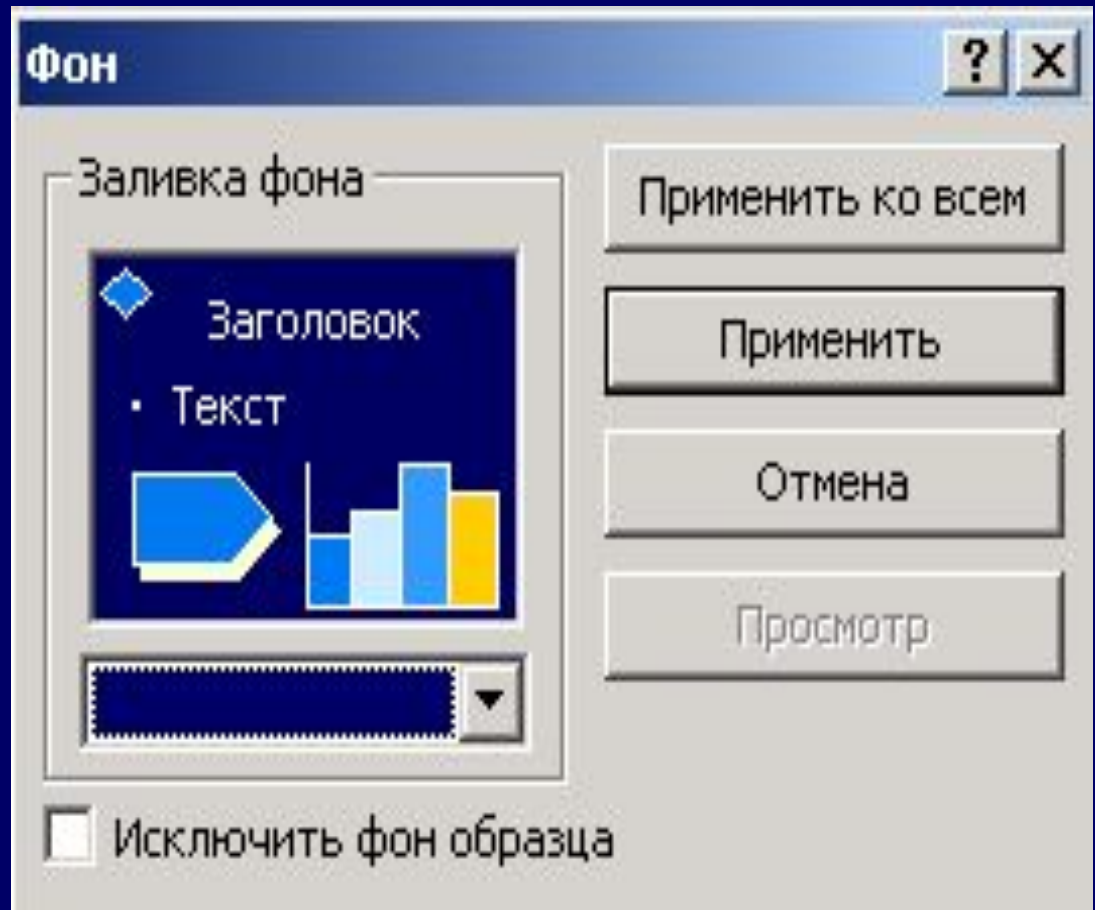 Фон
Заливка фона
Заголовок
· Текст
Применить ко всем
Применить
Отмена
Просмотр
Исключить фон образца